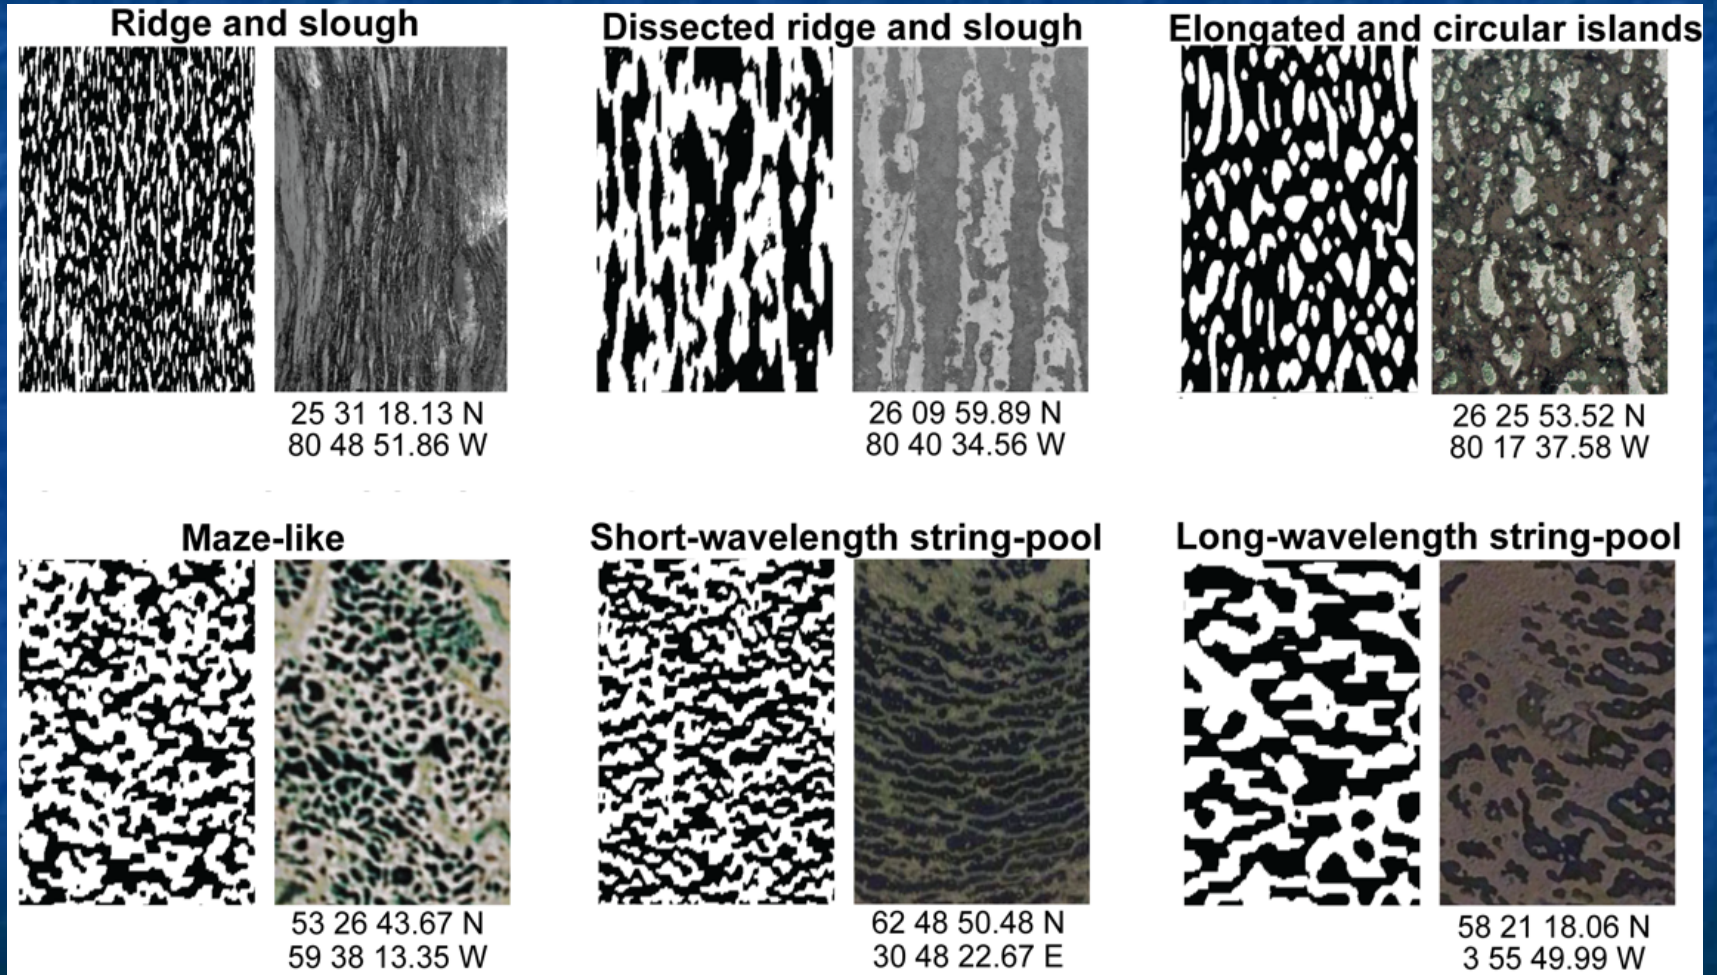 Ridge and slough
Dissected ridge and slough
Elongated and circular islands
25 31 18.13 N
80 48 51.86 W
26 09 59.89 N
80 40 34.56 W
26 25 53.52 N
80 17 37.58 W
Maze-like
Short-wavelength string-pool
Long-wavelength string-pool
53 26 43.67 N
59 38 13.35 W
62 48 50.48 N
30 48 22.67 E
58 21 18.06 N
3 55 49.99 W